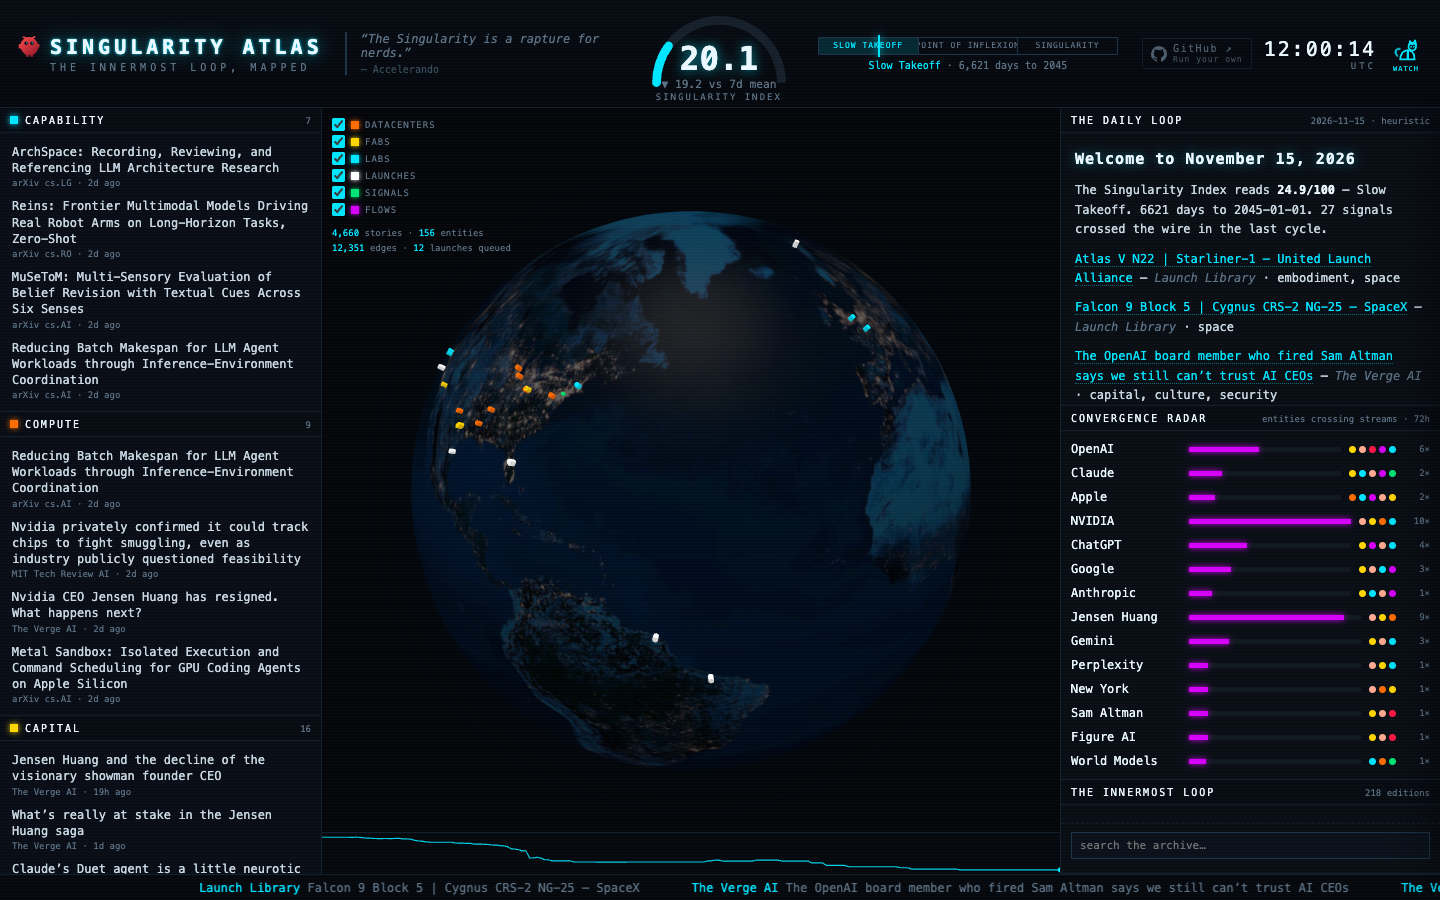 SINGULARITY ATLAS
THE INNERMOST LOOP, MAPPED
“The Singularity is a rapture for
nerds.”
— Accelerando
20.1
▼ 19.2 vs 7d mean
SINGULARITY INDEX
SLOW TAKEOFF
POINT OF INFLEXION
SINGULARITY
Slow Takeoff · 6,621 days to 2045
GitHub ↗
Run your own
12:00:14
UTC
WATCH
CAPABILITY 7
ArchSpace: Recording, Reviewing, and
Referencing LLM Architecture Research
arXiv cs.LG · 2d ago
Reins: Frontier Multimodal Models Driving
Real Robot Arms on Long-Horizon Tasks,
Zero-Shot
arXiv cs.RO · 2d ago
MuSeToM: Multi-Sensory Evaluation of
Belief Revision with Textual Cues Across
Six Senses
arXiv cs.AI · 2d ago
Reducing Batch Makespan for LLM Agent
Workloads through Inference-Environment
Coordination
arXiv cs.AI · 2d ago
COMPUTE 9
Reducing Batch Makespan for LLM Agent
Workloads through Inference-Environment
Coordination
arXiv cs.AI · 2d ago
Nvidia privately confirmed it could track
chips to fight smuggling, even as
industry publicly questioned feasibility
MIT Tech Review AI · 2d ago
Nvidia CEO Jensen Huang has resigned.
What happens next?
The Verge AI · 2d ago
Metal Sandbox: Isolated Execution and
Command Scheduling for GPU Coding Agents
on Apple Silicon
arXiv cs.AI · 2d ago
CAPITAL 16
Jensen Huang and the decline of the
visionary showman founder CEO
The Verge AI · 19h ago
What’s really at stake in the Jensen
Huang saga
The Verge AI · 1d ago
Claude’s Duet agent is a little neurotic
DATACENTERS
FABS
LABS
LAUNCHES
SIGNALS
FLOWS
4,660 stories · 156 entities
12,351 edges · 12 launches queued
THE DAILY LOOP 2026-11-15 · heuristic
Welcome to November 15, 2026
The Singularity Index reads 24.9/100 — Slow
Takeoff. 6621 days to 2045-01-01. 27 signals
crossed the wire in the last cycle.
Atlas V N22 | Starliner-1 — United Launch
Alliance — Launch Library · embodiment, space
Falcon 9 Block 5 | Cygnus CRS-2 NG-25 — SpaceX —
Launch Library · space
The OpenAI board member who fired Sam Altman
says we still can’t trust AI CEOs — The Verge AI
· capital, culture, security
CONVERGENCE RADAR entities crossing streams · 72h
OpenAI 6×
Claude 2×
Apple 2×
NVIDIA 10×
ChatGPT 4×
Google 3×
Anthropic 1×
Jensen Huang 9×
Gemini 3×
Perplexity 1×
New York 1×
Sam Altman 1×
Figure AI 1×
World Models 1×
THE INNERMOST LOOP 218 editions
search the archive…
Launch Library Falcon 9 Block 5 | Cygnus CRS-2 NG-25 — SpaceX The Verge AI The OpenAI board member who fired Sam Altman says we still can’t trust AI CEOs The Ve